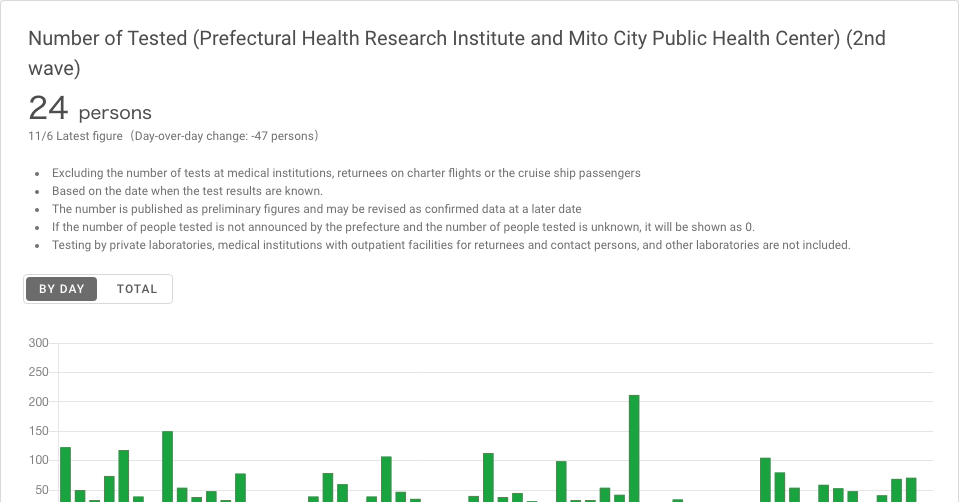 Number of Tested (Prefectural Health Research Institute and Mito City Public Health Center) (2nd
wave)
24 persons
11/6 Latest figure（Day-over-day change: -47 persons）
• Excluding the number of tests at medical institutions, returnees on charter flights or the cruise ship passengers
• Based on the date when the test results are known.
• The number is published as preliminary figures and may be revised as confirmed data at a later date
• If the number of people tested is not announced by the prefecture and the number of people tested is unknown, it will be shown as 0.
• Testing by private laboratories, medical institutions with outpatient facilities for returnees and contact persons, and other laboratories are not included.
BY DAY TOTAL
300
250
200
150
100
50